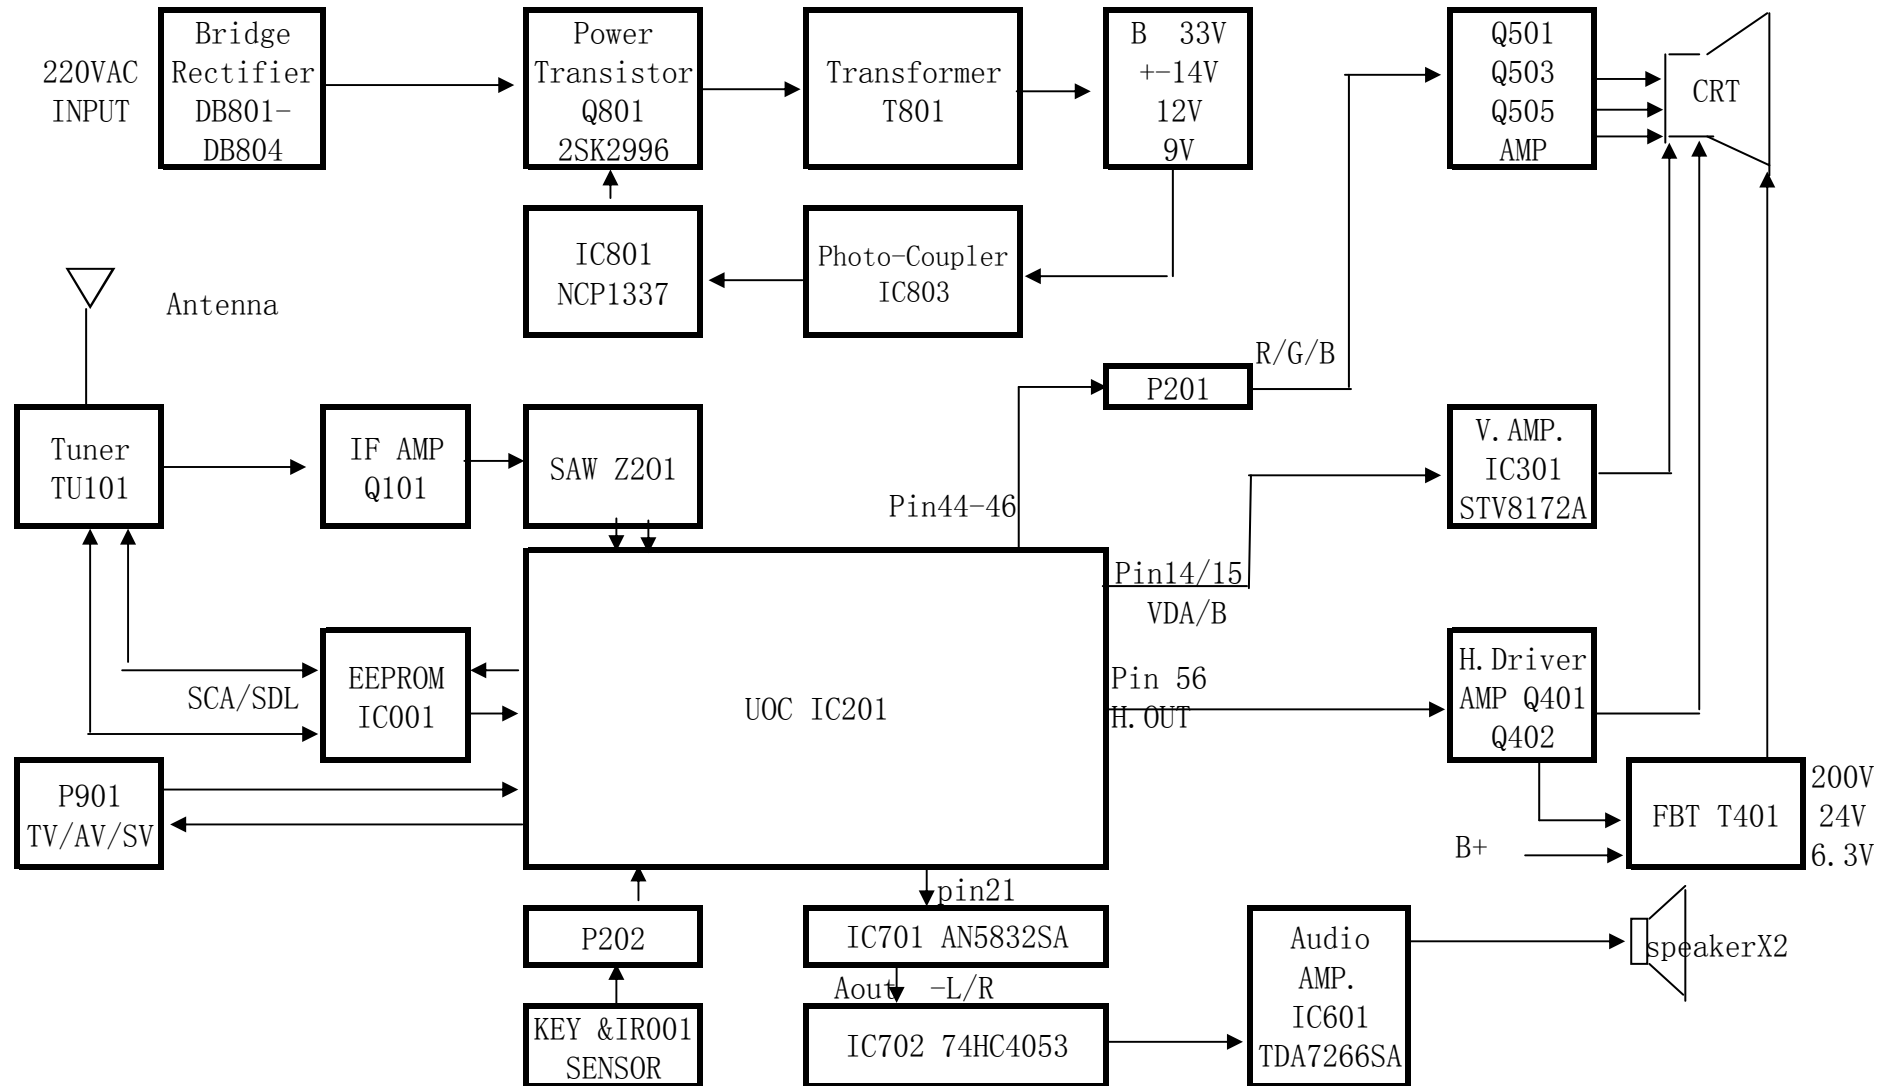 220VAC
INPUT
Bridge
Rectifier
DB801-
DB804
Power
Transistor
Q801
2SK2996
Transformer
T801
B 33V
+-14V
12V
9V
Q501
Q503
Q505
AMP
CRT
IC801
NCP1337
Photo-Coupler
IC803
Antenna
R/G/B
P201
Tuner
TU101
IF AMP
Q101
SAW Z201
Pin44-46
V.AMP.
IC301
STV8172A
Pin14/15
VDA/B
EEPROM
IC001
SCA/SDL
UOC IC201
Pin 56
H.OUT
H.Driver
AMP Q401
Q402
P901
TV/AV/SV
FBT T401
200V
24V
6.3V
B+
pin21
P202
IC701 AN5832SA
Audio
AMP.
IC601
TDA7266SA
speakerX2
Aout -L/R
KEY &IR001
SENSOR
IC702 74HC4053